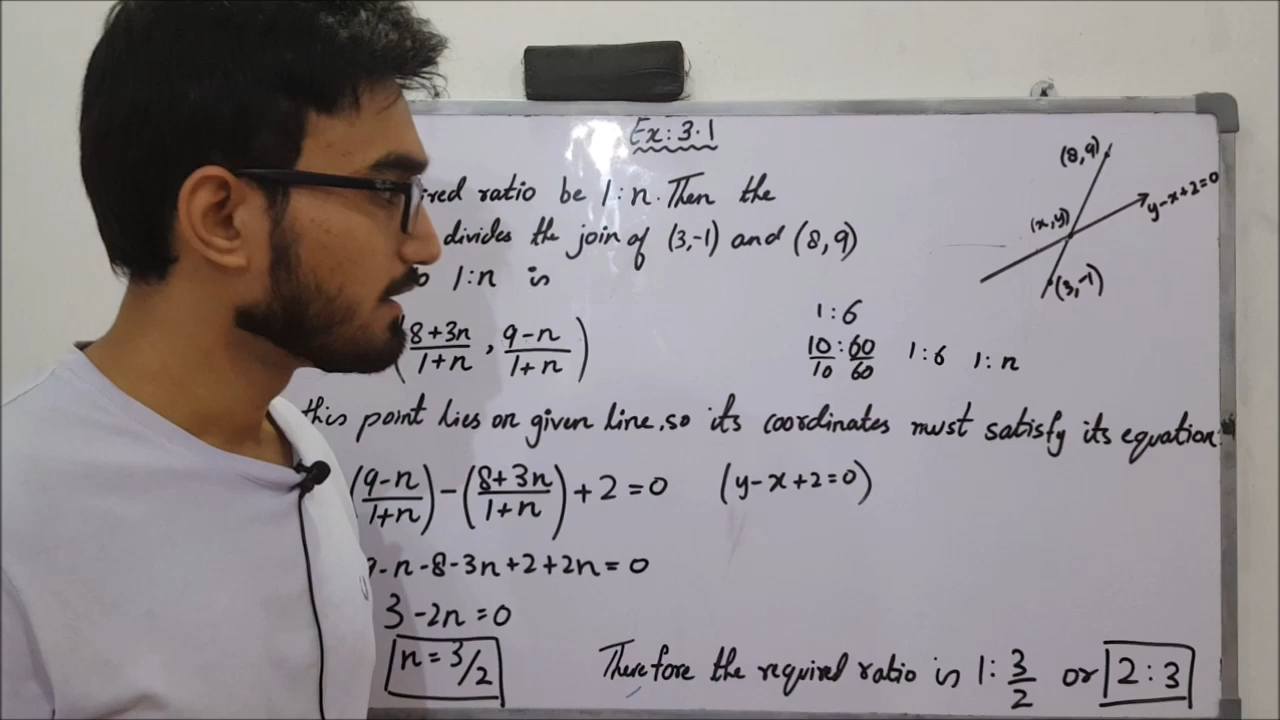 Ex: 3.1
ired ratio be 1:n. Then the
divides the join of (3,-1) and (8,9)
1:n is
(8+3n/1+n, 9-n/1+n)
this point lies on given line, so its coordinates must satisfy its equation
(9-n/1+n) - (8+3n/1+n) + 2 = 0 (y-x+2=0)
-n-8-3n+2+2n=0
3-2n=0
n=3/2
Therefore the required ratio is 1:3/2 or 2:3
1:6
10/10 : 60/60 1:6 1:n
(8,9)
y-x+2=0
(x,y)
(3,-1)